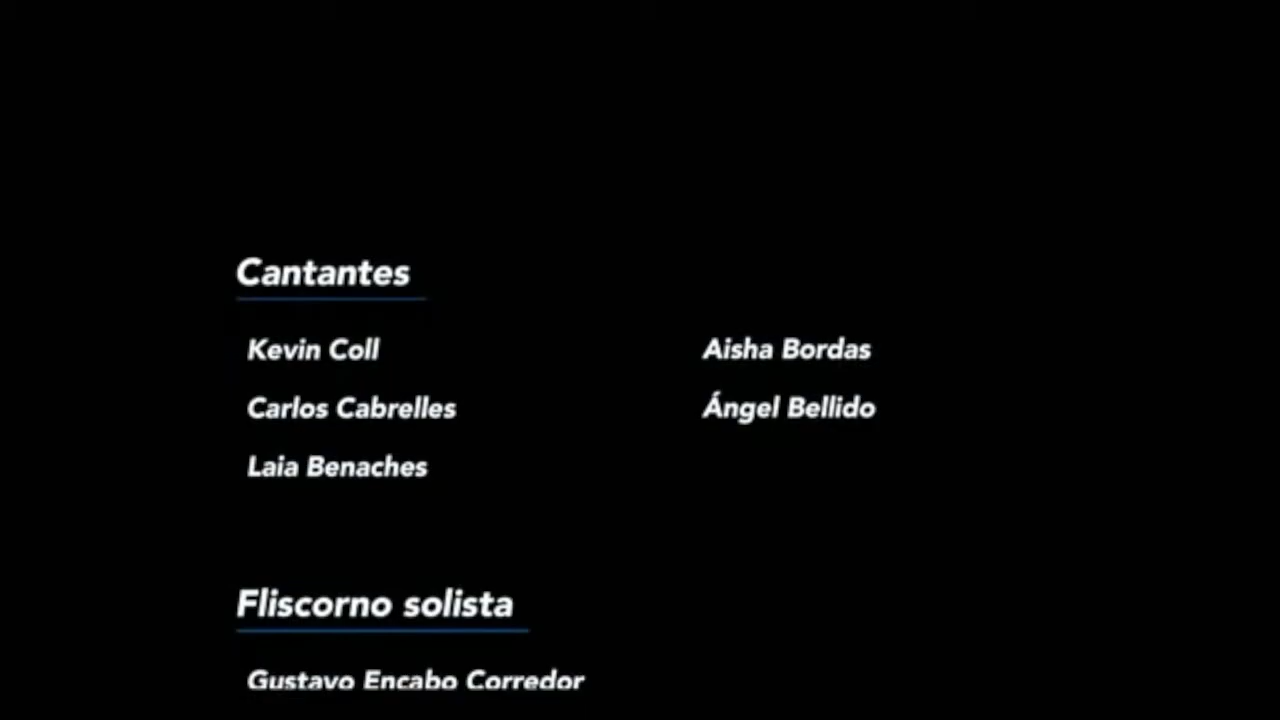 Cantantes
Kevin Coll
Aisha Bordas
Carlos Cabrelles
Ángel Bellido
Laia Benaches
Fliscorno solista
Gustavo Encabo Corredor